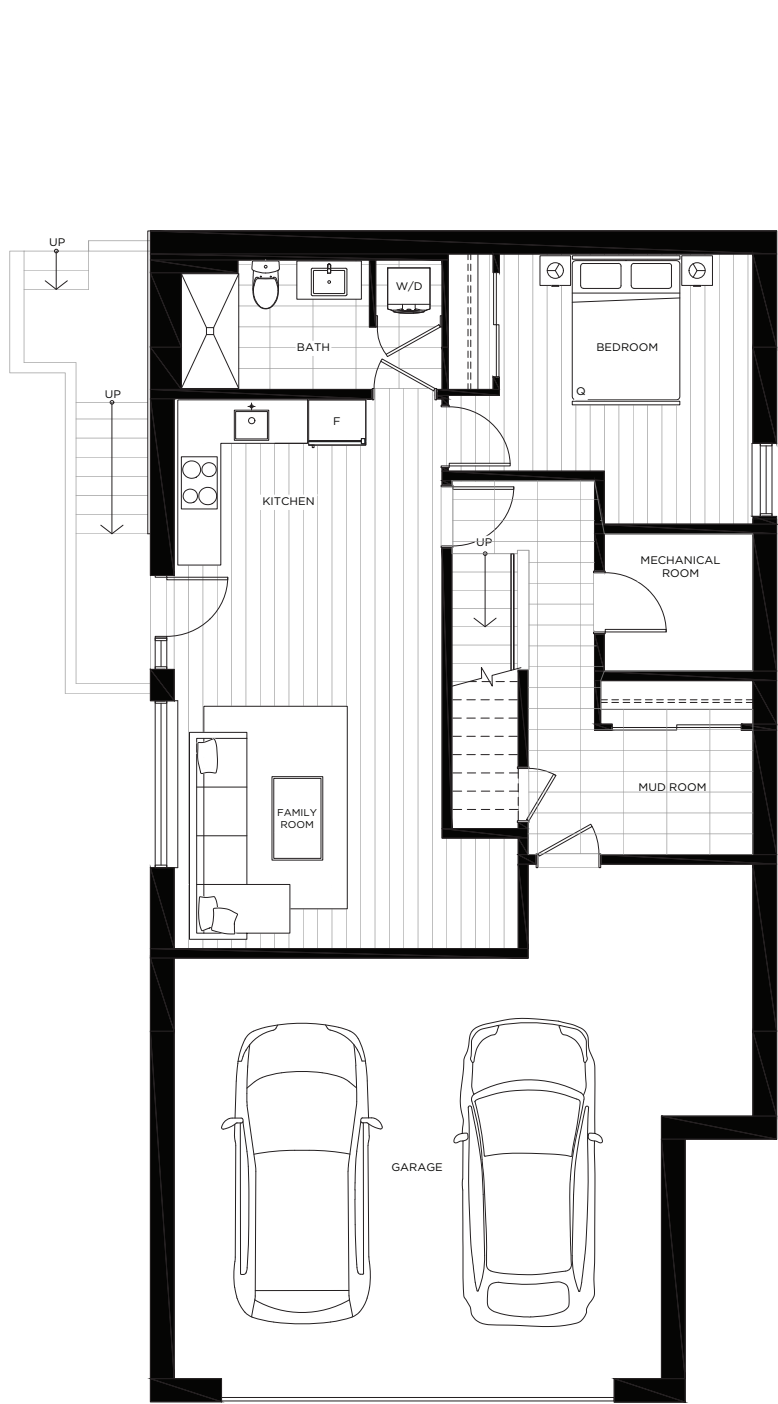 UP
W/D
BATH
BEDROOM
UP
Q
F
KITCHEN
UP
MECHANICAL
ROOM
MUD ROOM
FAMILY
ROOM
GARAGE